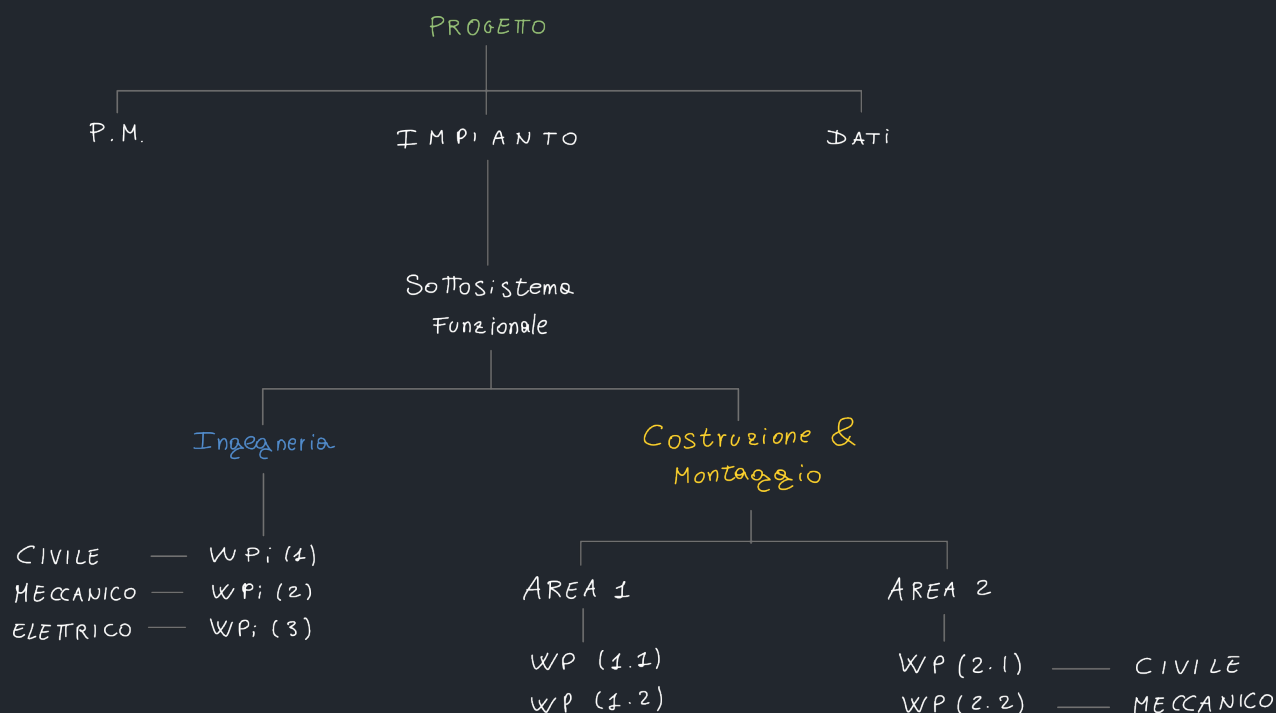 PROGETTO
P.M. IMPIANTO DATi
Sottosistema
Funzionale
Ingegneria
Costruzione &
Montaggio
CIVILE — WPi (1)
MECCANICO — WPi (2)
ELETTRICO — WPi (3)
AREA 1 AREA 2
WP (1.1) WP (2.1) — CIVILE
WP (1.2) WP (2.2) — MECCANICO